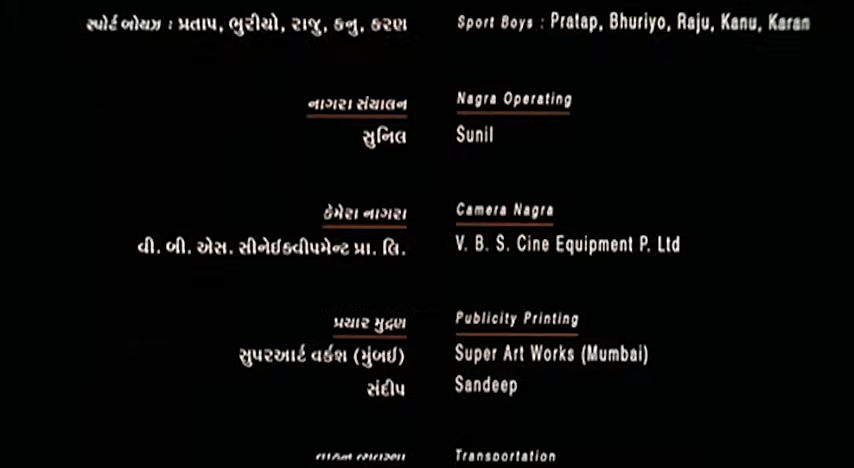 સ્પોર્ટ બોયઝ : પ્રતાપ, ભુરીયો, રાજુ, કનુ, કરણ Sport Boys : Pratap, Bhuriyo, Raju, Kanu, Karan
નાગરા સંચાલન Nagra Operating
સુનિલ Sunil
કેમેરા નાગરા Camera Nagra
વી. બી. એસ. સીનેઈકવીપમેન્ટ પ્રા. લિ. V. B. S. Cine Equipment P. Ltd
પ્રચાર મુદ્રણ Publicity Printing
સુપરઆર્ટ વર્કશ (મુંબઈ) Super Art Works (Mumbai)
સંદીપ Sandeep
Transportation